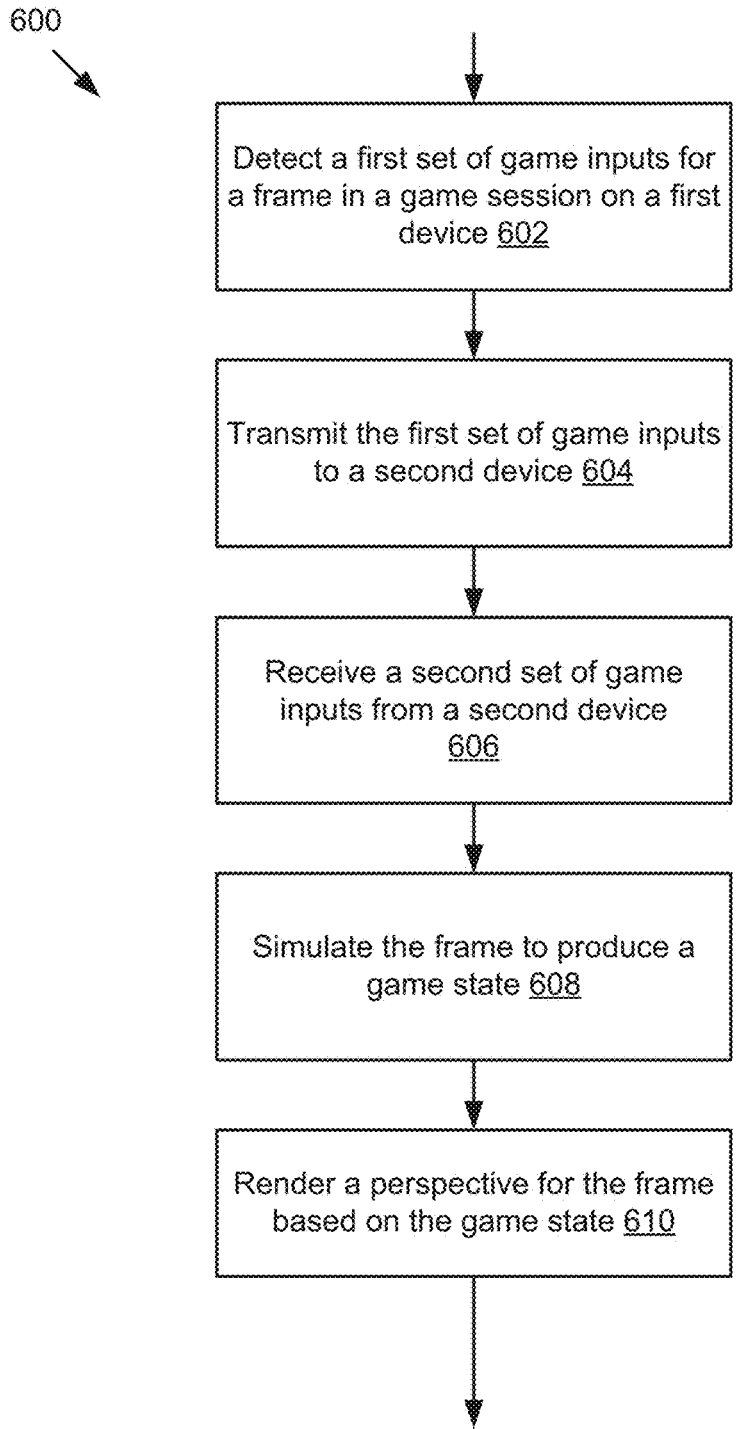 600
Detect a first set of game inputs for
a frame in a game session on a first
device 602
Transmit the first set of game inputs
to a second device 604
Receive a second set of game
inputs from a second device
606
Simulate the frame to produce a
game state 608
Render a perspective for the frame
based on the game state 610